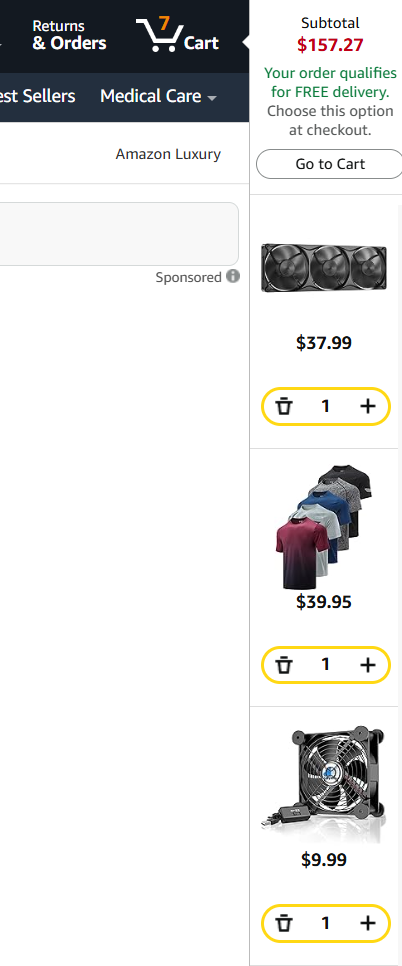 Returns
& Orders
7
Cart
est Sellers
Medical Care
Amazon Luxury
Sponsored
Subtotal
$157.27
Your order qualifies
for FREE delivery.
Choose this option
at checkout.
Go to Cart
$37.99
1
$39.95
1
$9.99
1